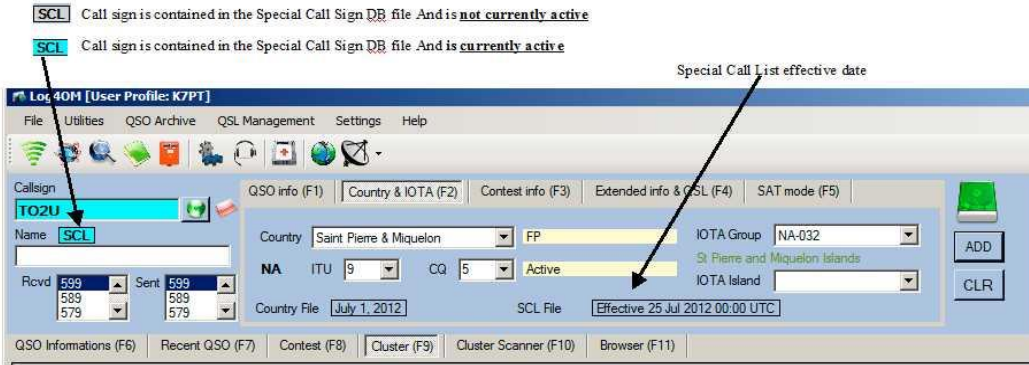 SCL Call sign is contained in the Special Call Sign DB file And is not currently active
SCL Call sign is contained in the Special Call Sign DB file And is currently active
Special Call List effective date
Log4OM [User Profile: K7PT]
File Utilities QSO Archive QSL Management Settings Help
Callsign
TO2U
Name SCL
Rcvd 599 589 579 Sent 599 589 579
QSO info (F1) Country & IOTA (F2) Contest info (F3) Extended info & QSL (F4) SAT mode (F5)
Country Saint Pierre & Miquelon FP IOTA Group NA-032
St Pierre and Miquelon Islands
NA ITU 9 CQ 5 Active IOTA Island
Country File July 1, 2012 SCL File Effective 25 Jul 2012 00:00 UTC
ADD
CLR
QSO Informations (F6) Recent QSO (F7) Contest (F8) Cluster (F9) Cluster Scanner (F10) Browser (F11)